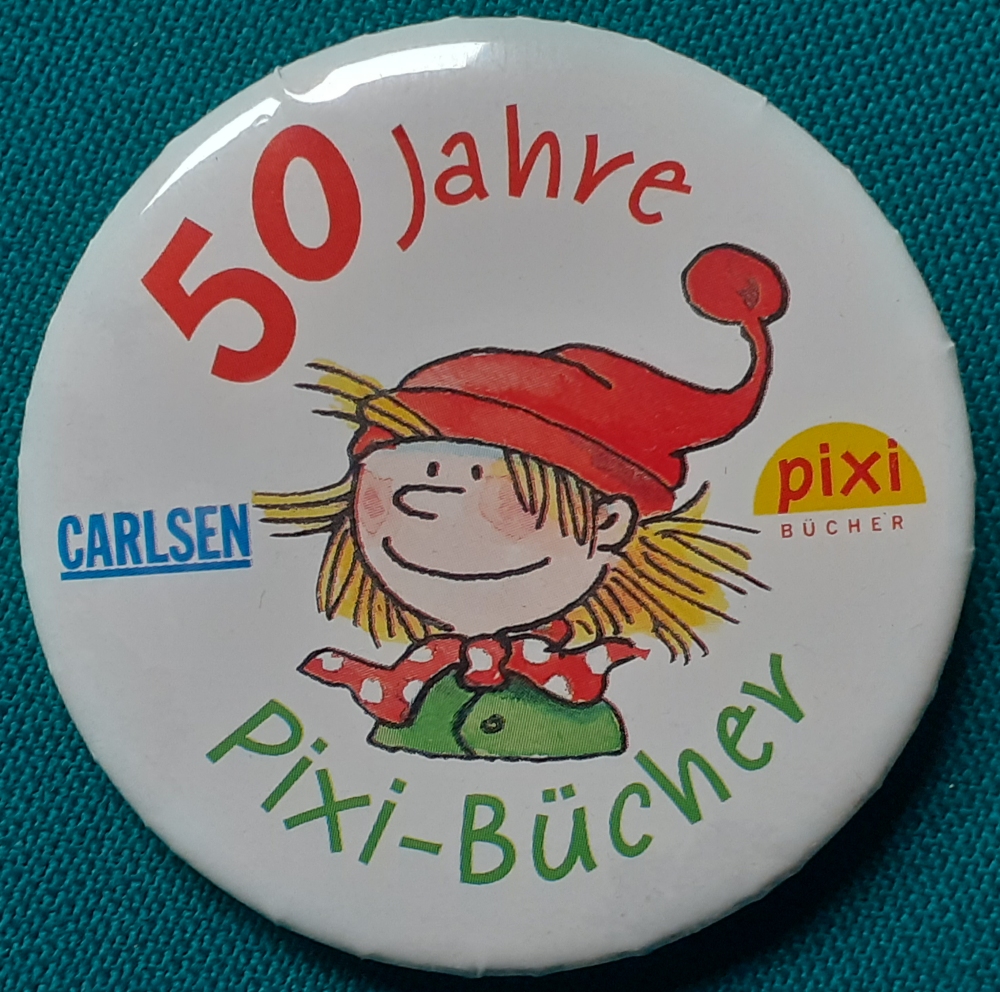 50 Jahre
CARLSEN
pixi
BÜCHER
Pixi-Bücher